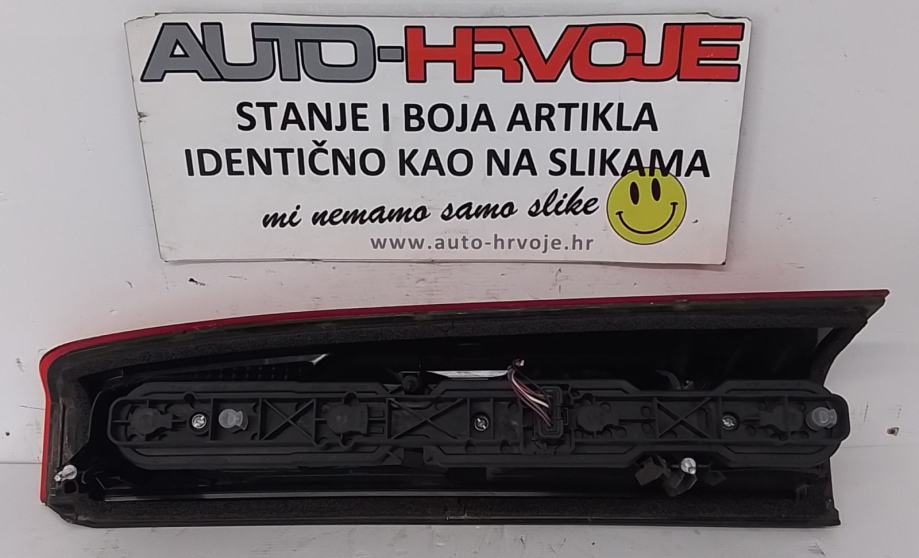 AUTO-HRVOJE
STANJE I BOJA ARTIKLA
IDENTIČNO KAO NA SLIKAMA
mi nemamo samo slike
www.auto-hrvoje.hr